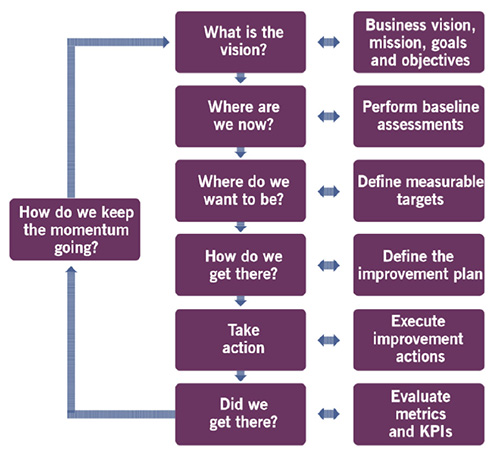 What is the
vision?
Business vision,
mission, goals
and objectives
Where are
we now?
Perform baseline
assessments
Where do we
want to be?
Define measurable
targets
How do we keep
the momentum
going?
How do we
get there?
Define the
improvement plan
Take
action
Execute
improvement
actions
Did we
get there?
Evaluate
metrics
and KPIs